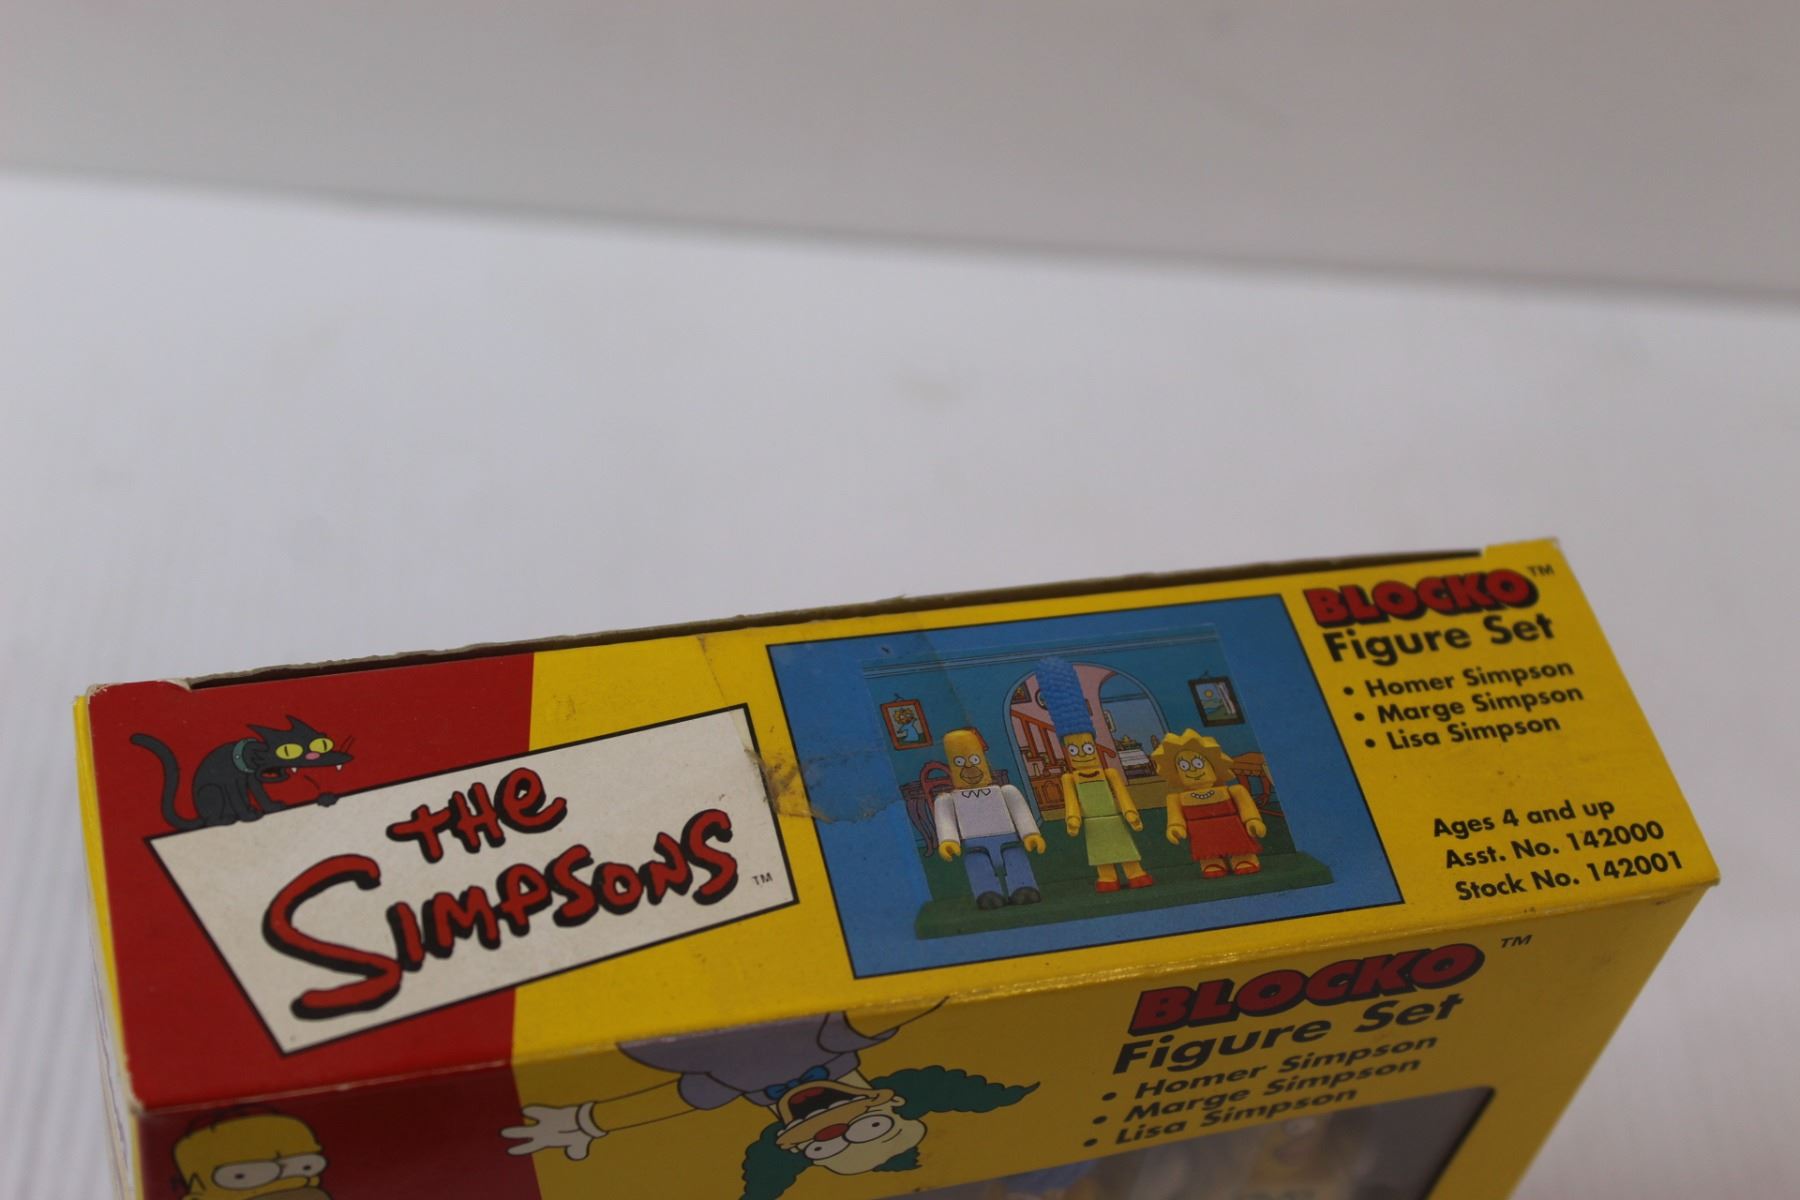 THE
SIMPSONS™
BLOCKO™
Figure Set
• Homer Simpson
• Marge Simpson
• Lisa Simpson
Ages 4 and up
Asst. No. 142000
Stock No. 142001
BLOCKO™
Figure Set
• Homer Simpson
• Marge Simpson
• Lisa Simpson